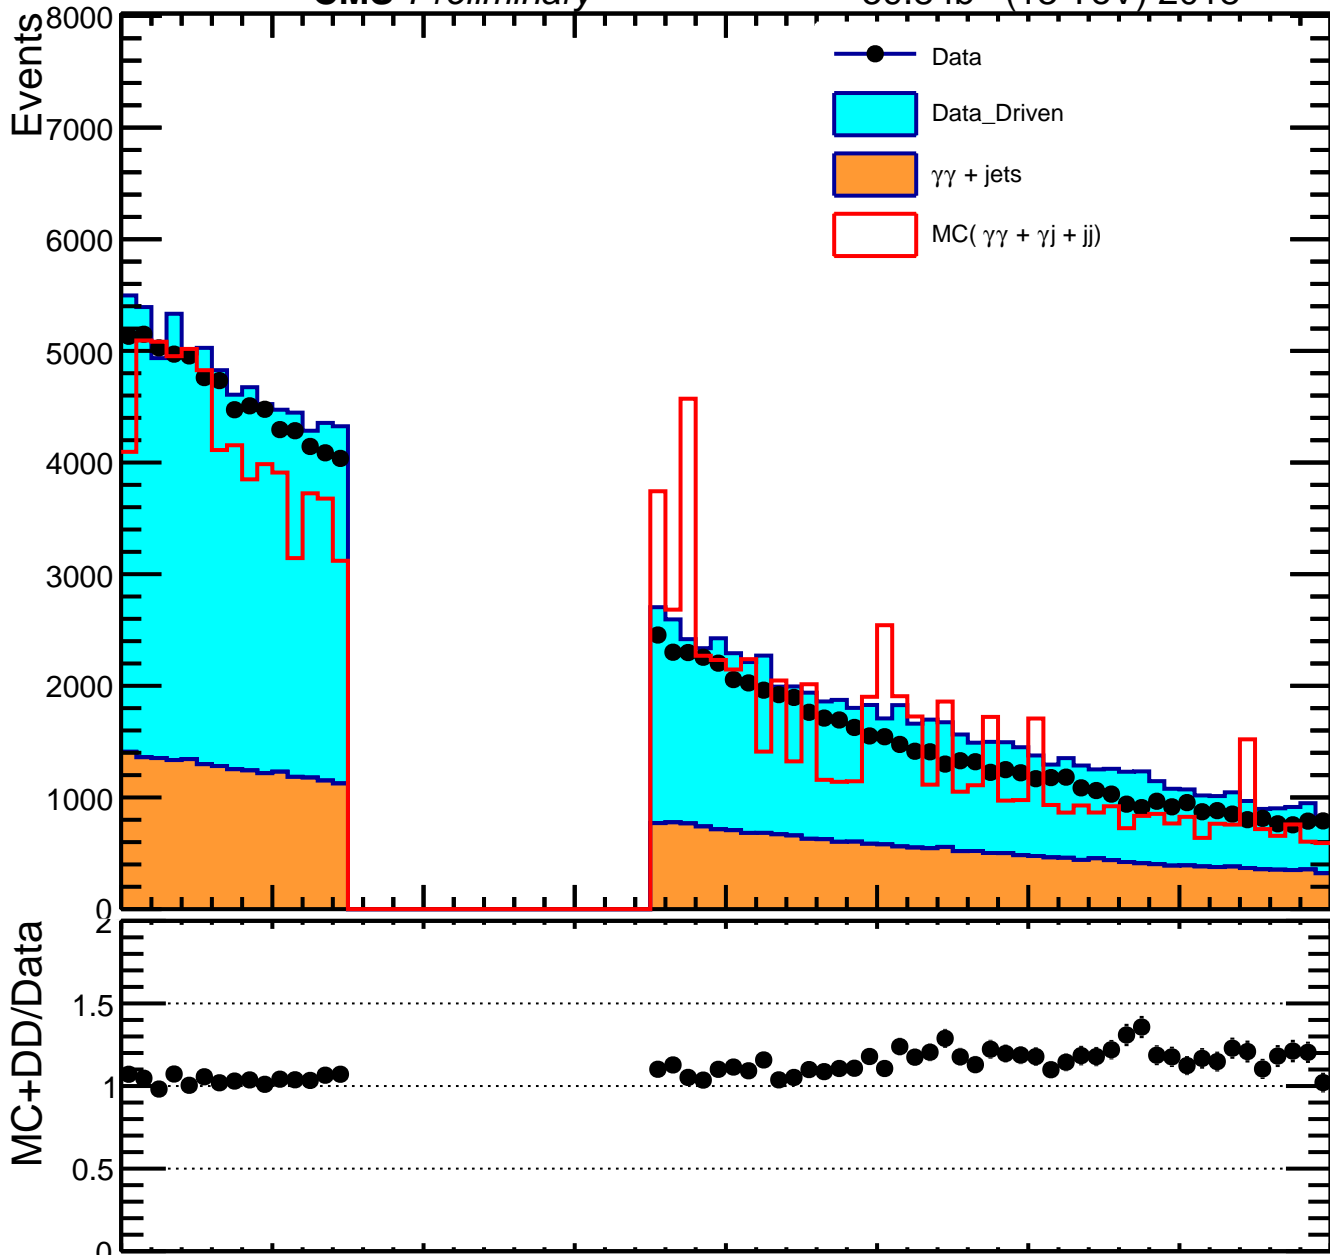 Events
8000
7000
6000
5000
4000
3000
2000
1000
0
Data
Data_Driven
γγ + jets
MC( γγ + γj + jj)
MC+DD/Data
2
1.5
1
0.5
0